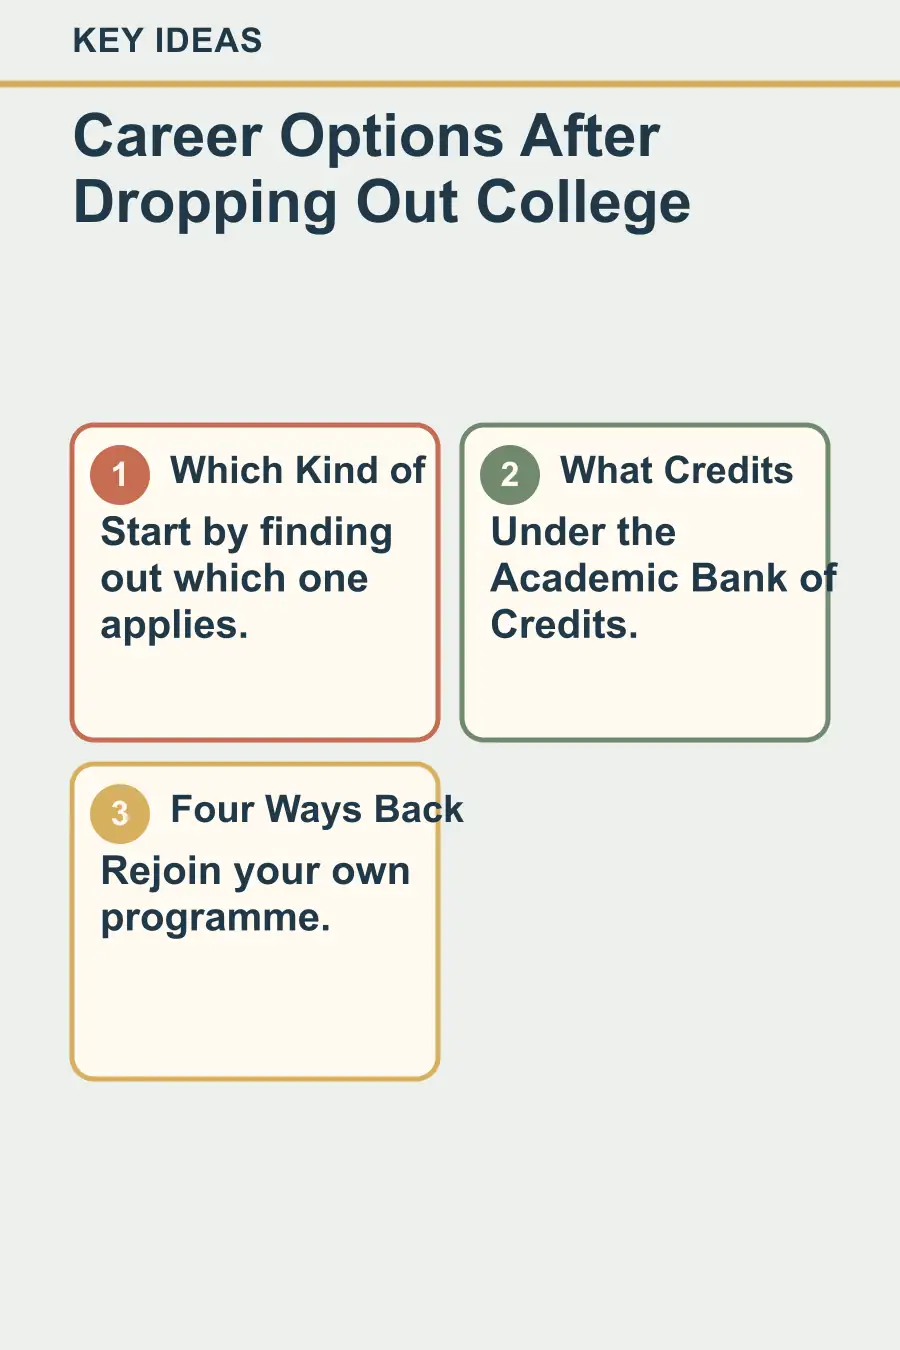 KEY IDEAS
Career Options After
Dropping Out College
1 Which Kind of
Start by finding
out which one
applies.
2 What Credits
Under the
Academic Bank of
Credits.
3 Four Ways Back
Rejoin your own
programme.